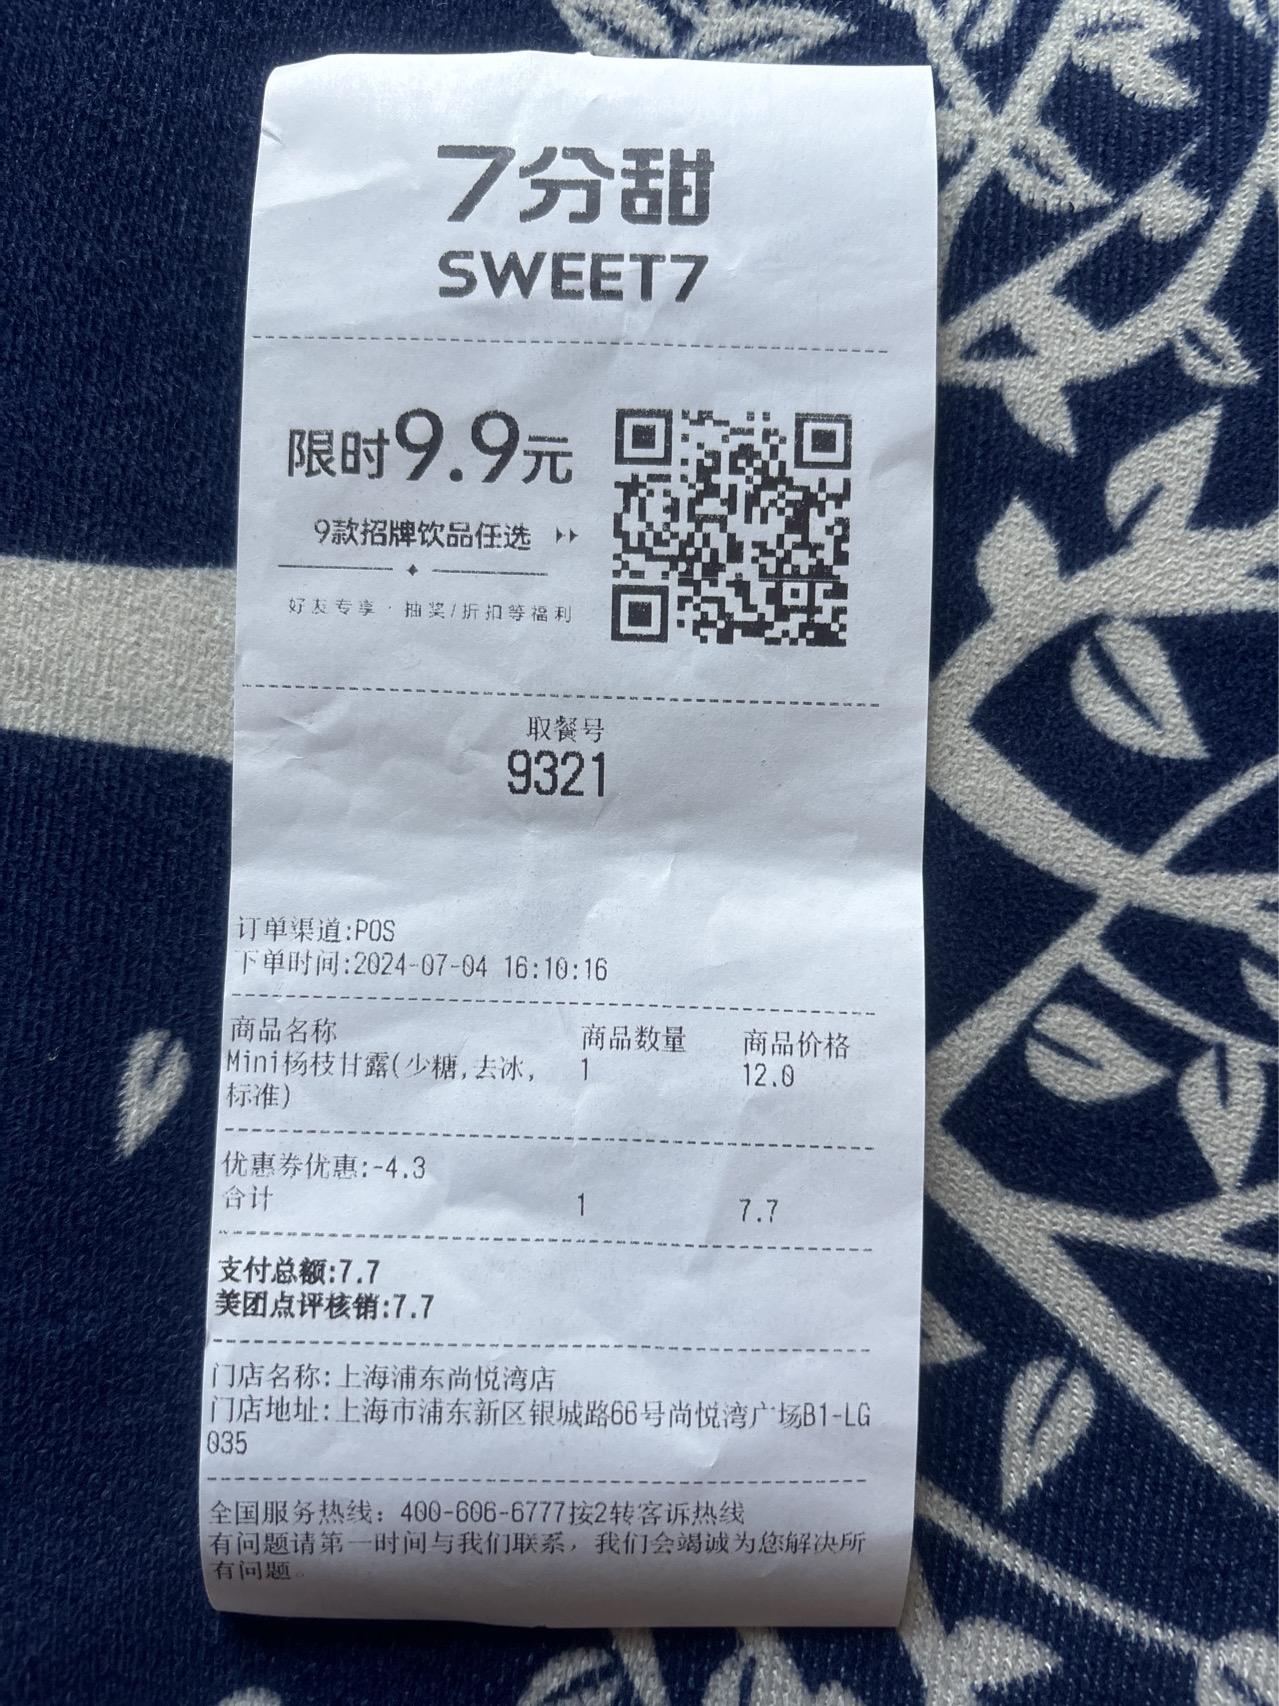 7分甜
SWEET7
限时9.9元
9款招牌饮品任选
好友专享·抽奖/折扣等福利
取餐号
9321
订单渠道:POS
下单时间:2024-07-04 16:10:16
商品名称 商品数量 商品价格
Mini杨枝甘露(少糖,去冰, 1 12.0
标准)
优惠券优惠:-4.3
合计 1 7.7
支付总额:7.7
美团点评核销:7.7
门店名称:上海浦东尚悦湾店
门店地址:上海市浦东新区银城路66号尚悦湾广场B1-LG
035
全国服务热线：400-606-6777按2转客诉热线
有问题请第一时间与我们联系，我们会竭诚为您解决所
有问题。